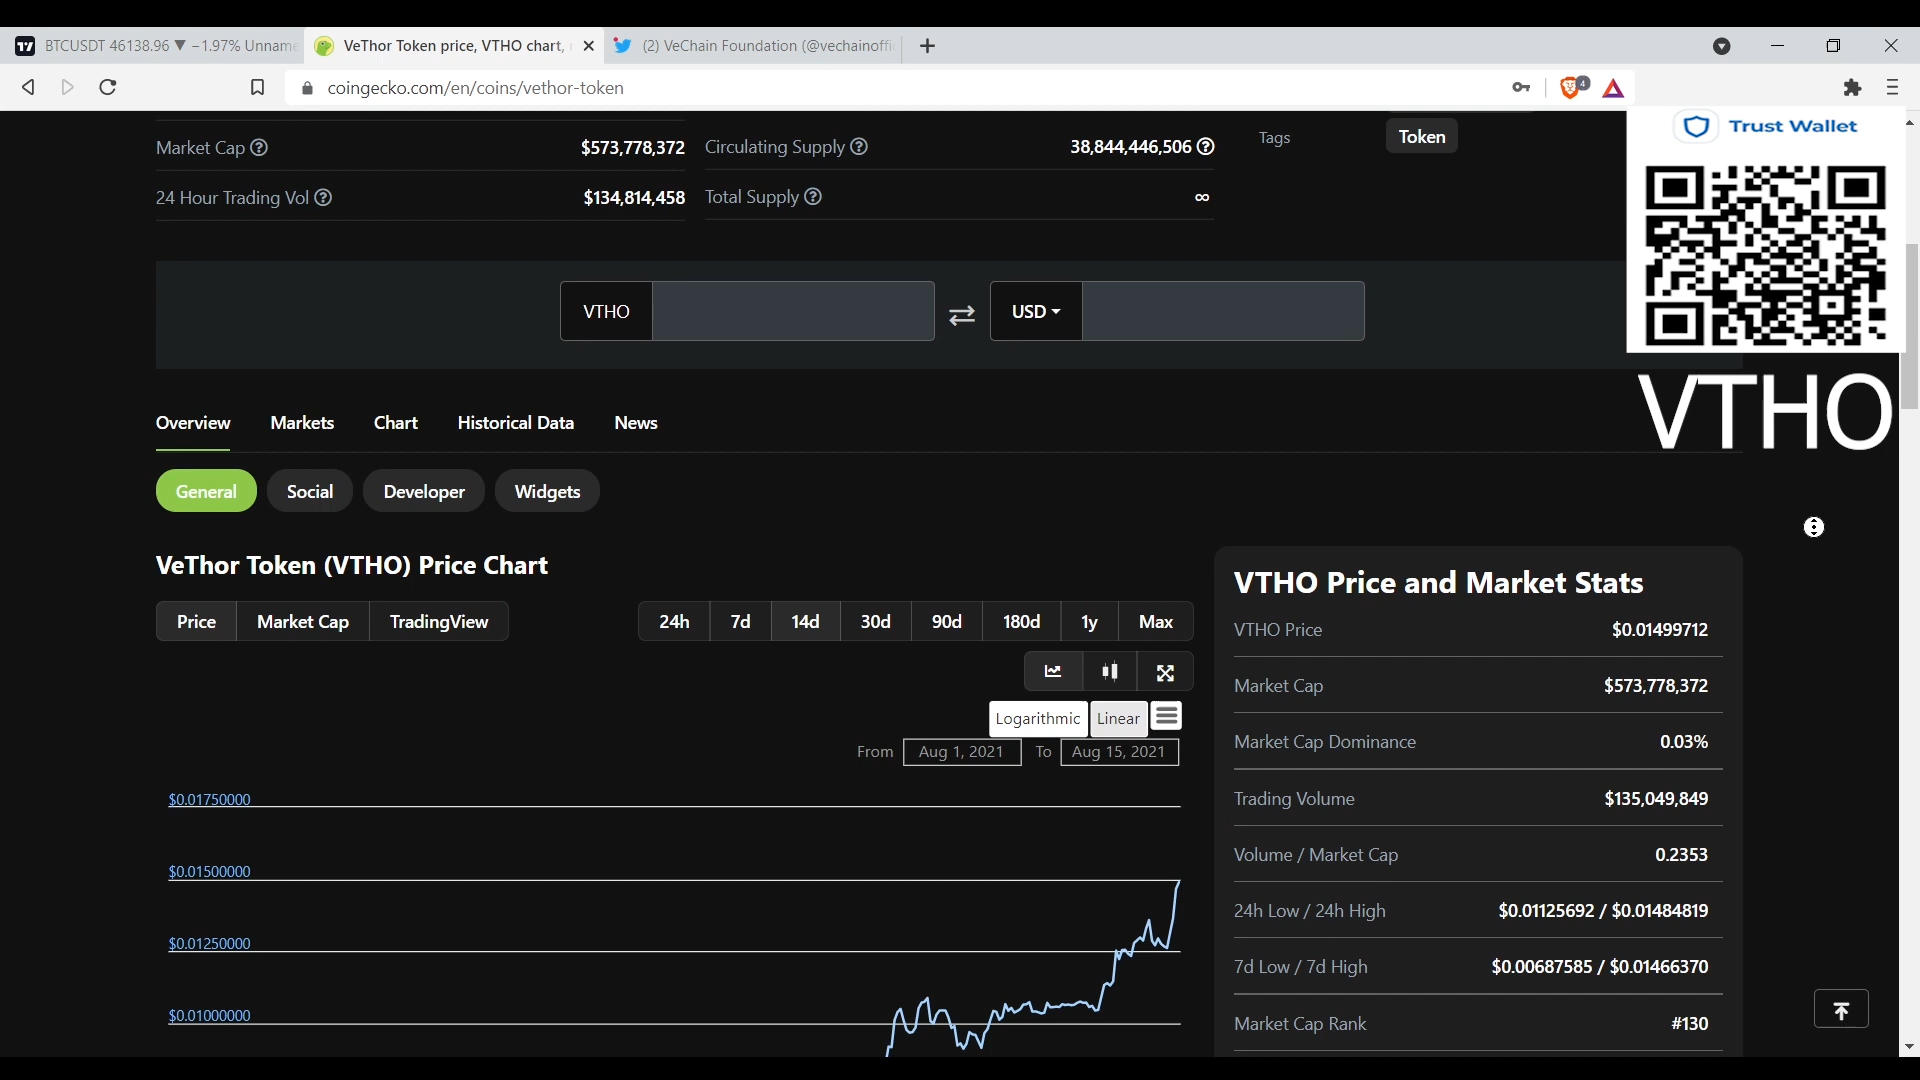 BTCUSDT 46138.96 ▼ −1.97% Unname
VeThor Token price, VTHO chart,
(2) VeChain Foundation (@vechainoffi
coingecko.com/en/coins/vethor-token
4
Trust Wallet
VTHO
Market Cap $573,778,372
Circulating Supply 38,844,446,506
Tags Token
24 Hour Trading Vol $134,814,458
Total Supply ∞
VTHO
USD
Overview Markets Chart Historical Data News
General Social Developer Widgets
VeThor Token (VTHO) Price Chart
Price Market Cap TradingView
24h 7d 14d 30d 90d 180d 1y Max
Logarithmic Linear
From Aug 1, 2021 To Aug 15, 2021
$0.01750000
$0.01500000
$0.01250000
$0.01000000
VTHO Price and Market Stats
VTHO Price $0.01499712
Market Cap $573,778,372
Market Cap Dominance 0.03%
Trading Volume $135,049,849
Volume / Market Cap 0.2353
24h Low / 24h High $0.01125692 / $0.01484819
7d Low / 7d High $0.00687585 / $0.01466370
Market Cap Rank #130